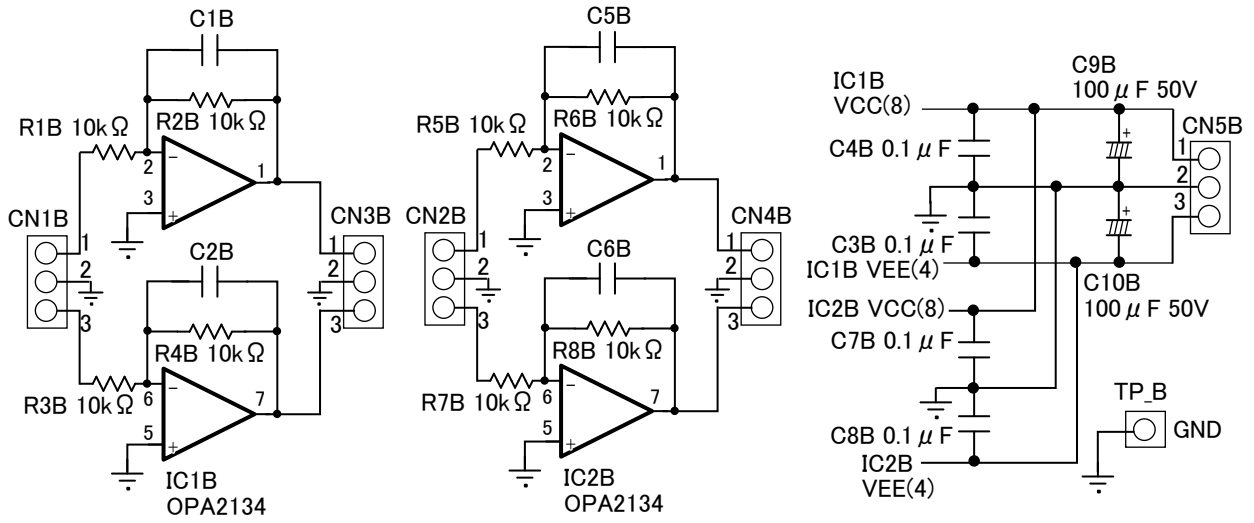 C1B
R2B 10kΩ
R1B 10kΩ
2
−
1
3
+
CN1B
1
2
3
C2B
R4B 10kΩ
R3B 10kΩ
6
−
7
5
+
IC1B
OPA2134
CN3B
1
2
3
C5B
R6B 10kΩ
R5B 10kΩ
2
−
1
3
+
CN2B
1
2
3
C6B
R8B 10kΩ
R7B 10kΩ
6
−
7
5
+
IC2B
OPA2134
CN4B
1
2
3
IC1B
VCC(8)
C9B
100μF 50V
+
CN5B
1
2
3
C4B 0.1μF
C3B 0.1μF
IC1B VEE(4)
+
C10B
100μF 50V
IC2B VCC(8)
C7B 0.1μF
C8B 0.1μF
IC2B
VEE(4)
TP_B
GND